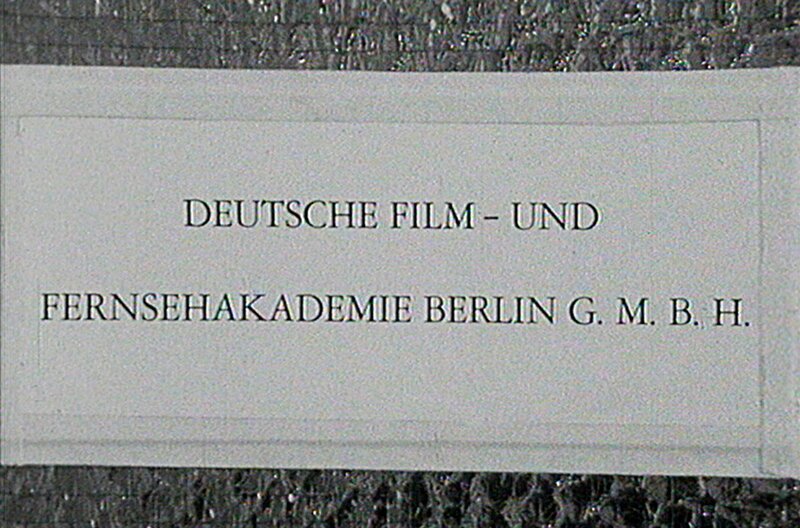 DEUTSCHE FILM - UND
FERNSEHAKADEMIE BERLIN G. M. B. H.